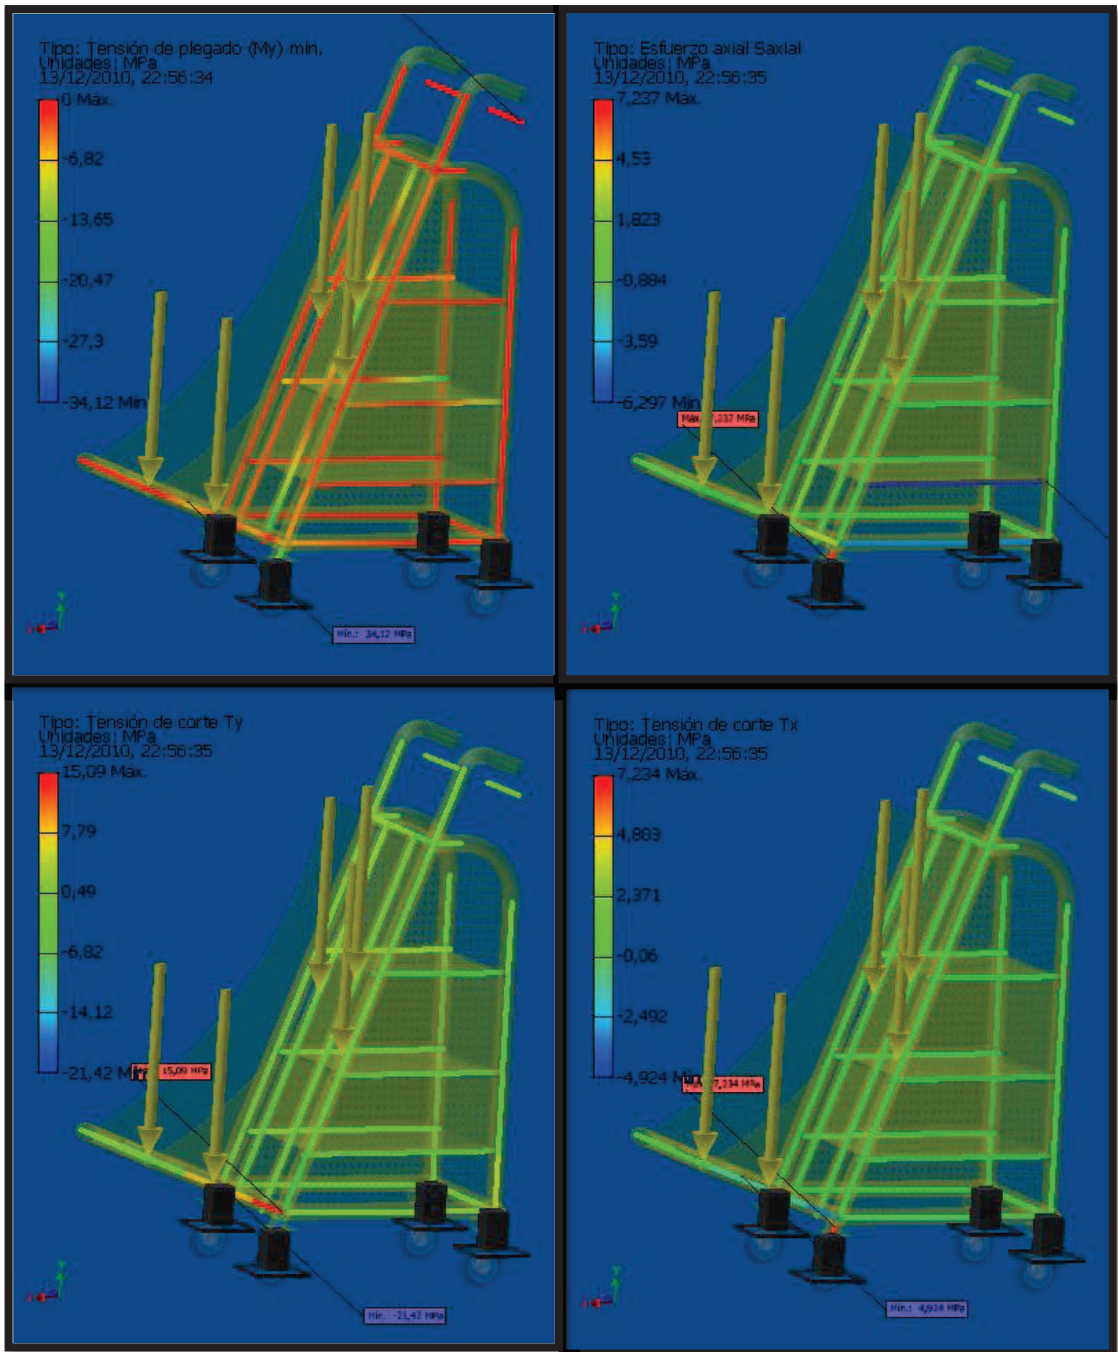 Tipo: Tensión de plegado (My) mín.
Unidades: MPa
13/12/2010, 22:56:34
0 Máx.
-6,82
-13,65
-20,47
-27,3
-34,12 Mín
Mín.: -34,12 MPa
Tipo: Esfuerzo axial Saxial
Unidades: MPa
13/12/2010, 22:56:35
7,237 Máx.
4,53
1,823
-0,884
-3,59
-6,297 Mín
Máx. 7,237 MPa
Tipo: Tensión de corte Ty
Unidades: MPa
13/12/2010, 22:56:35
15,09 Máx.
7,79
0,49
-6,82
-14,12
-21,42
15,09 MPa
Mín.: -21,42 MPa
Tipo: Tensión de corte Tx
Unidades: MPa
13/12/2010, 22:56:35
7,234 Máx.
4,803
2,371
-0,06
-2,492
-4,924 Mín
7,234 MPa
Mín.: -4,924 MPa